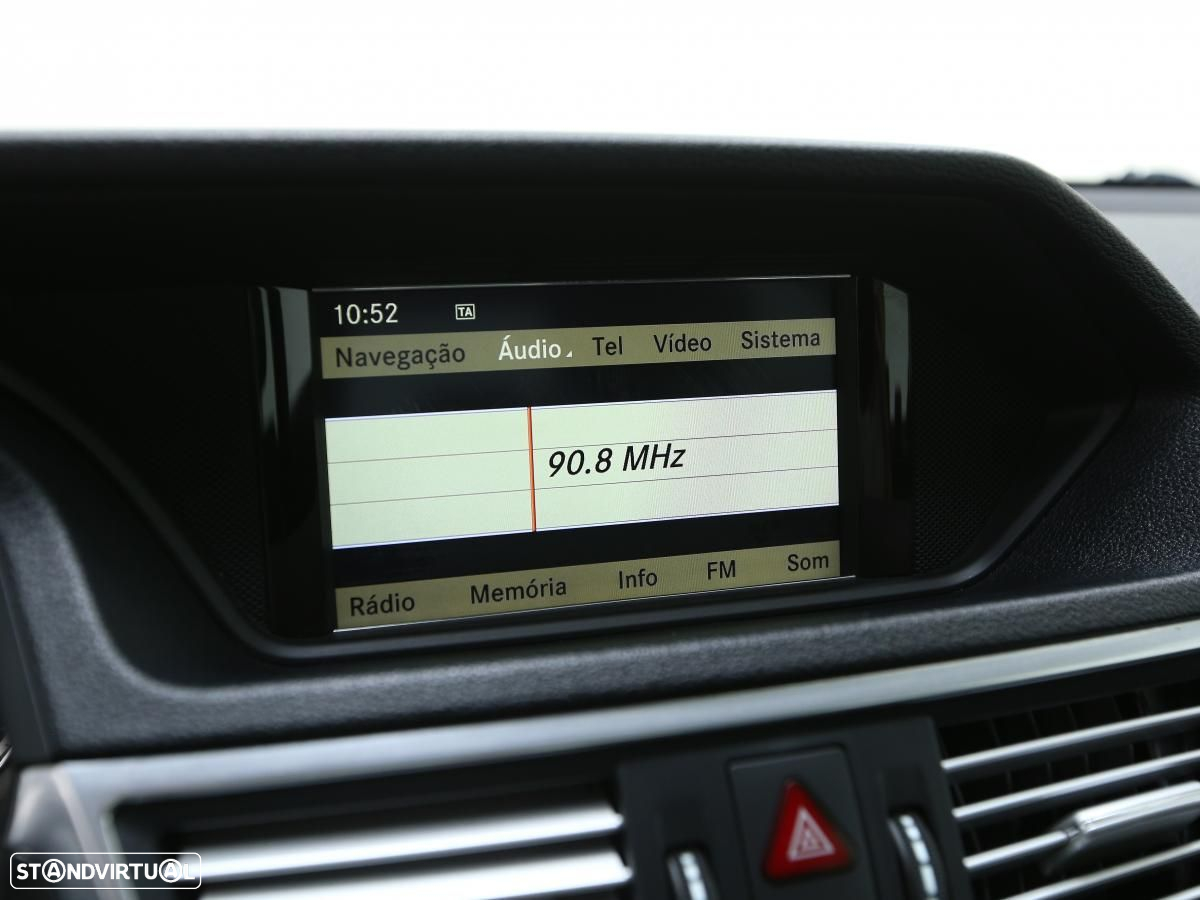 10:52 TA
Navegação Áudio Tel Vídeo Sistema
90.8 MHz
Rádio Memória Info FM Som
STANDVIRTUAL